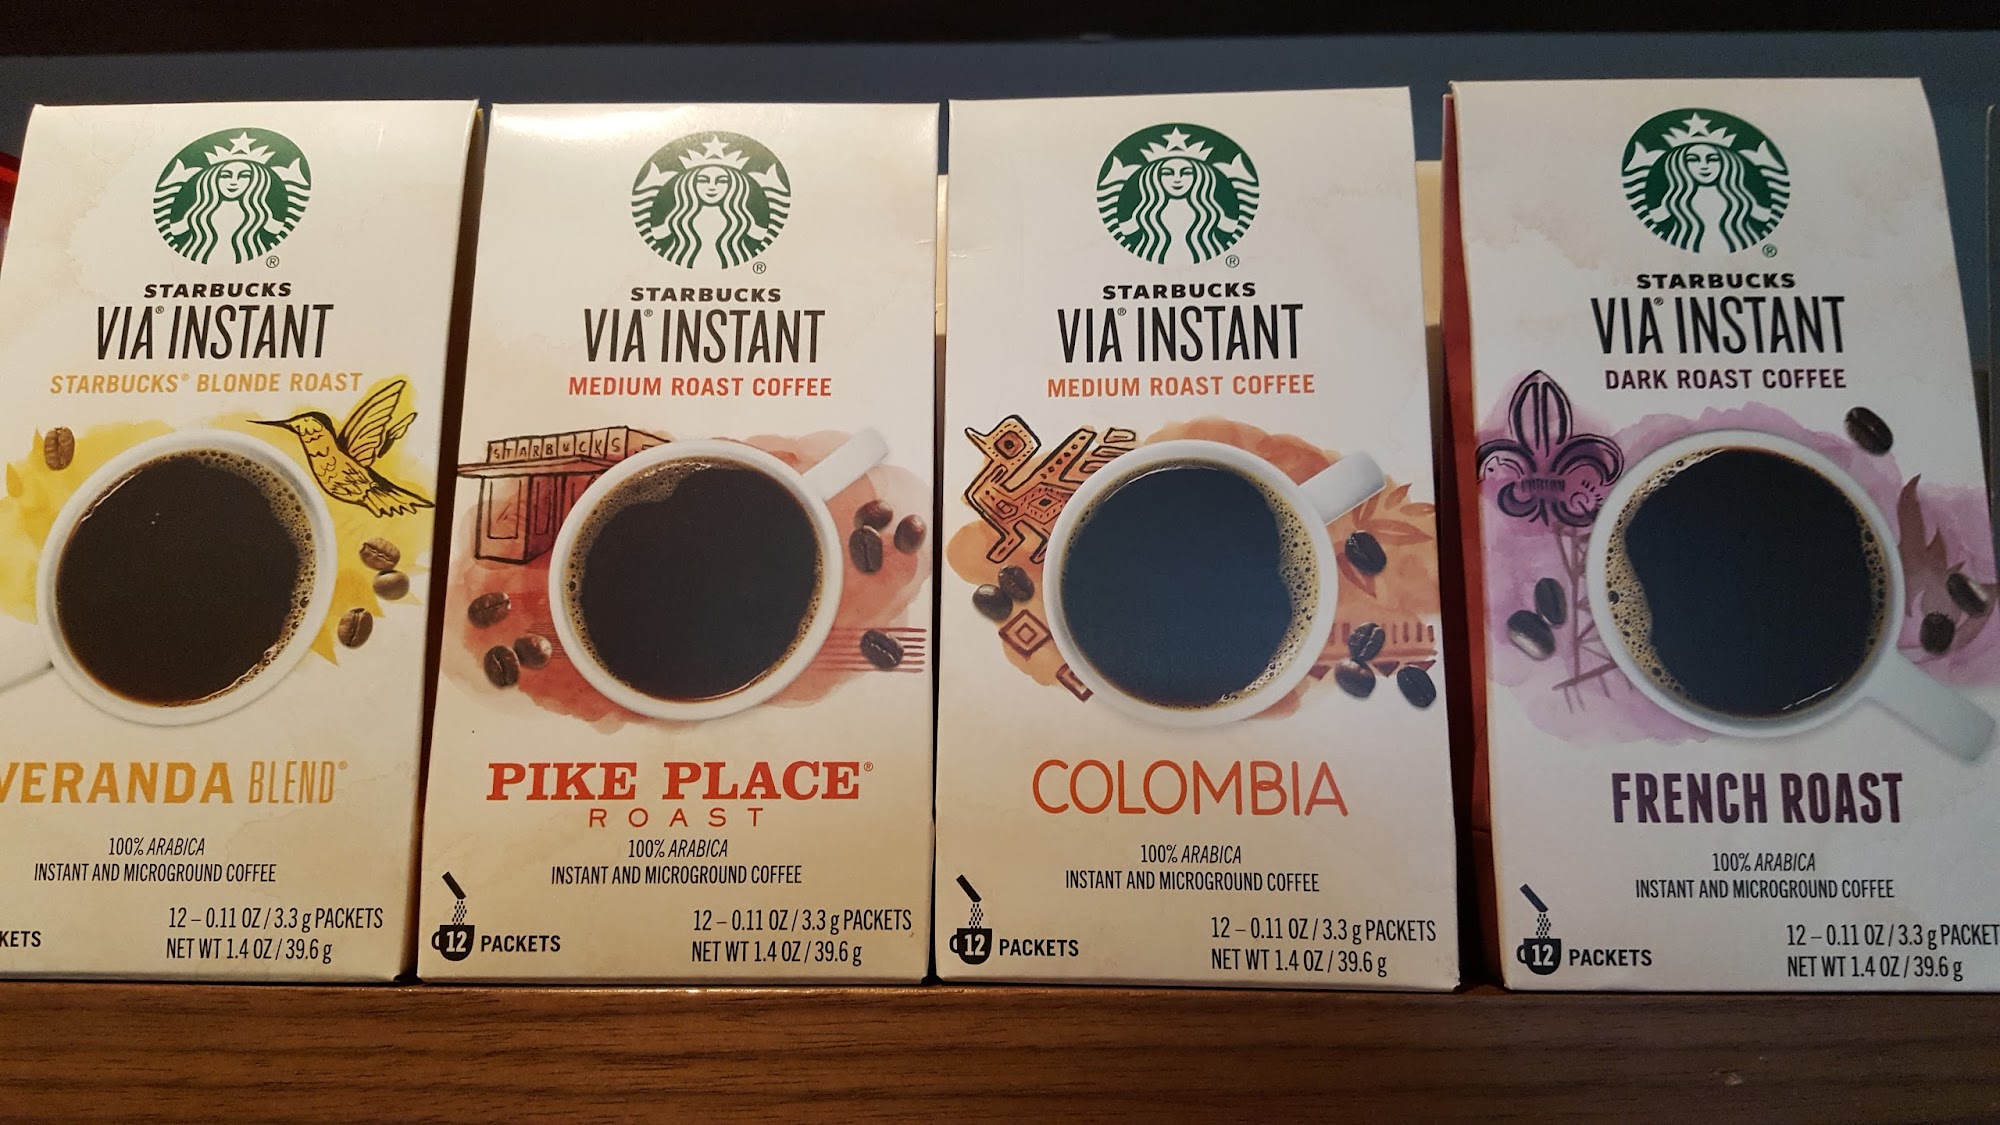 STARBUCKS
VIA® INSTANT
STARBUCKS® BLONDE ROAST
VERANDA BLEND®
100% ARABICA
INSTANT AND MICROGROUND COFFEE
KETS
12 – 0.11 OZ / 3.3 g PACKETS
NET WT 1.4 OZ / 39.6 g
STARBUCKS
VIA® INSTANT
MEDIUM ROAST COFFEE
STARBUCKS
PIKE PLACE®
ROAST
100% ARABICA
INSTANT AND MICROGROUND COFFEE
12 PACKETS
12 – 0.11 OZ / 3.3 g PACKETS
NET WT 1.4 OZ / 39.6 g
STARBUCKS
VIA® INSTANT
MEDIUM ROAST COFFEE
COLOMBIA
100% ARABICA
INSTANT AND MICROGROUND COFFEE
12 PACKETS
12 – 0.11 OZ / 3.3 g PACKETS
NET WT 1.4 OZ / 39.6 g
STARBUCKS
VIA® INSTANT
DARK ROAST COFFEE
FRENCH ROAST
100% ARABICA
INSTANT AND MICROGROUND COFFEE
12 PACKETS
12 – 0.11 OZ / 3.3 g PACKET
NET WT 1.4 OZ / 39.6 g